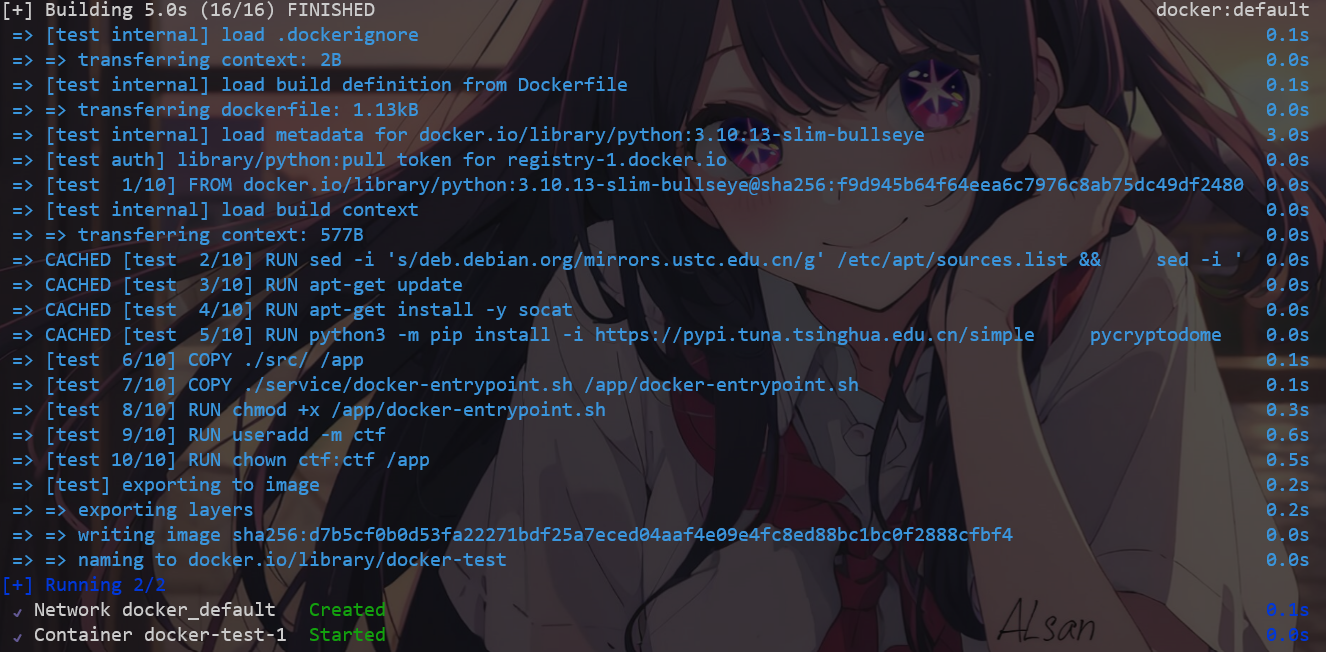 [+] Building 5.0s (16/16) FINISHED docker:default
=> [test internal] load .dockerignore 0.1s
=> => transferring context: 2B 0.0s
=> [test internal] load build definition from Dockerfile 0.1s
=> => transferring dockerfile: 1.13kB 0.0s
=> [test internal] load metadata for docker.io/library/python:3.10.13-slim-bullseye 3.0s
=> [test auth] library/python:pull token for registry-1.docker.io 0.0s
=> [test  1/10] FROM docker.io/library/python:3.10.13-slim-bullseye@sha256:f9d945b64f64eea6c7976c8ab75dc49df2480 0.0s
=> [test internal] load build context 0.0s
=> => transferring context: 577B 0.0s
=> CACHED [test  2/10] RUN sed -i 's/deb.debian.org/mirrors.ustc.edu.cn/g' /etc/apt/sources.list &&     sed -i ' 0.0s
=> CACHED [test  3/10] RUN apt-get update 0.0s
=> CACHED [test  4/10] RUN apt-get install -y socat 0.0s
=> CACHED [test  5/10] RUN python3 -m pip install -i https://pypi.tuna.tsinghua.edu.cn/simple     pycryptodome 0.0s
=> [test  6/10] COPY ./src/ /app 0.1s
=> [test  7/10] COPY ./service/docker-entrypoint.sh /app/docker-entrypoint.sh 0.1s
=> [test  8/10] RUN chmod +x /app/docker-entrypoint.sh 0.3s
=> [test  9/10] RUN useradd -m ctf 0.6s
=> [test 10/10] RUN chown ctf:ctf /app 0.5s
=> [test] exporting to image 0.2s
=> => exporting layers 0.2s
=> => writing image sha256:d7b5cf0b0d53fa22271bdf25a7eced04aaf4e09e4fc8ed88bc1bc0f2888cfbf4 0.0s
=> => naming to docker.io/library/docker-test 0.0s
[+] Running 2/2
✓ Network docker_default   Created 0.1s
✓ Container docker-test-1  Started 0.0s
ALsan